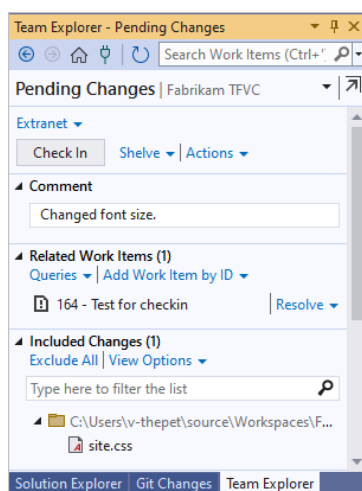 Team Explorer - Pending Changes
Search Work Items (Ctrl+'
Pending Changes | Fabrikam TFVC
Extranet
Check In Shelve | Actions
Comment
Changed font size.
Related Work Items (1)
Queries | Add Work Item by ID
164 - Test for checkin | Resolve
Included Changes (1)
Exclude All | View Options
Type here to filter the list
C:\Users\v-thepet\source\Workspaces\F...
site.css
Solution Explorer Git Changes Team Explorer